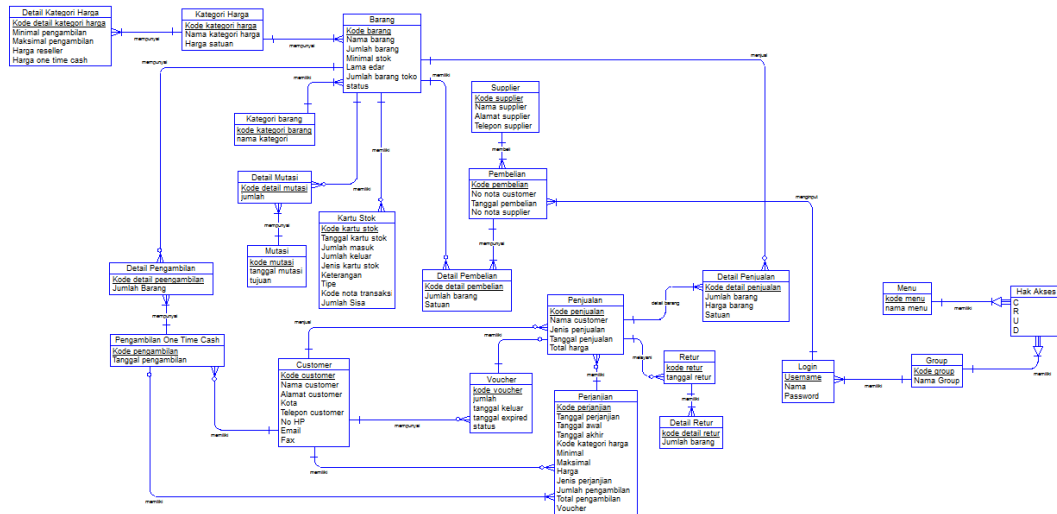 Detail Kategori Harga
Kode detail kategori harga
Minimal pengambilan
Maksimal pengambilan
Harga reseller
Harga one time cash
mempunyai
Kategori Harga
Kode kategori harga
Nama kategori harga
Harga satuan
mempunyai
Barang
Kode barang
Nama barang
Jumlah barang
Minimal stok
Lama edar
Jumlah barang toko
status
mempunyai
memiliki
memiliki
menjual
Kategori barang
kode kategori barang
nama kategori
Supplier
Kode supplier
Nama supplier
Alamat supplier
Telepon supplier
memiliki
memiliki
Detail Mutasi
Kode detail mutasi
jumlah
mempunyai
Mutasi
kode mutasi
tanggal mutasi
tujuan
Kartu Stok
Kode kartu stok
Tanggal kartu stok
Jumlah masuk
Jumlah keluar
Jenis kartu stok
Keterangan
Tipe
Kode nota transaksi
Jumlah Sisa
Pembelian
Kode pembelian
No nota customer
Tanggal pembelian
No nota supplier
mempunyai
menginput
Detail Pembelian
Kode detail pembelian
Jumlah barang
Satuan
Detail Pengambilan
Kode detail peengambilan
Jumlah Barang
mempunyai
Pengambilan One Time Cash
Kode pengambilan
Tanggal pengambilan
Detail Penjualan
Kode detail penjualan
Jumlah barang
Harga barang
Satuan
detail barang
Penjualan
Kode penjualan
Nama customer
Jenis penjualan
Tanggal penjualan
Total harga
menjual
memiliki
melayani
Menu
kode menu
nama menu
memiliki
Hak Akses
C
R
U
D
memiliki
Group
Kode group
Nama Group
memiliki
Login
Username
Nama
Password
Retur
kode retur
tanggal retur
memiliki
Detail Retur
kode detail retur
Jumlah barang
Customer
Kode customer
Nama customer
Alamat customer
Kota
Telepon customer
No HP
Email
Fax
memiliki
mempunyai
Voucher
kode_voucher
jumlah
tanggal keluar
tanggal expired
status
memiliki
Perjanjian
Kode perjanjian
Tanggal perjanjian
Tanggal awal
Tanggal akhir
Kode kategori harga
Minimal
Maksimal
Harga
Jenis perjanjian
Jumlah pengambilan
Total pengambilan
Voucher
memiliki
memiliki